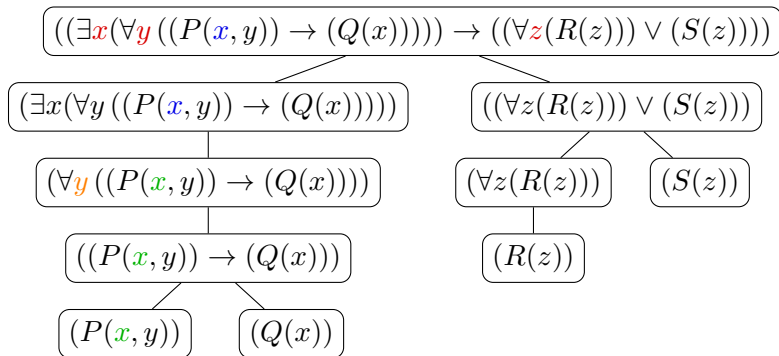 ((∃x(∀y ((P(x, y)) → (Q(x))))) → ((∀z(R(z))) ∨ (S(z))))
(∃x(∀y ((P(x, y)) → (Q(x)))))
((∀z(R(z))) ∨ (S(z)))
(∀y ((P(x, y)) → (Q(x))))
(∀z(R(z)))
(S(z))
((P(x, y)) → (Q(x)))
(R(z))
(P(x, y))
(Q(x))